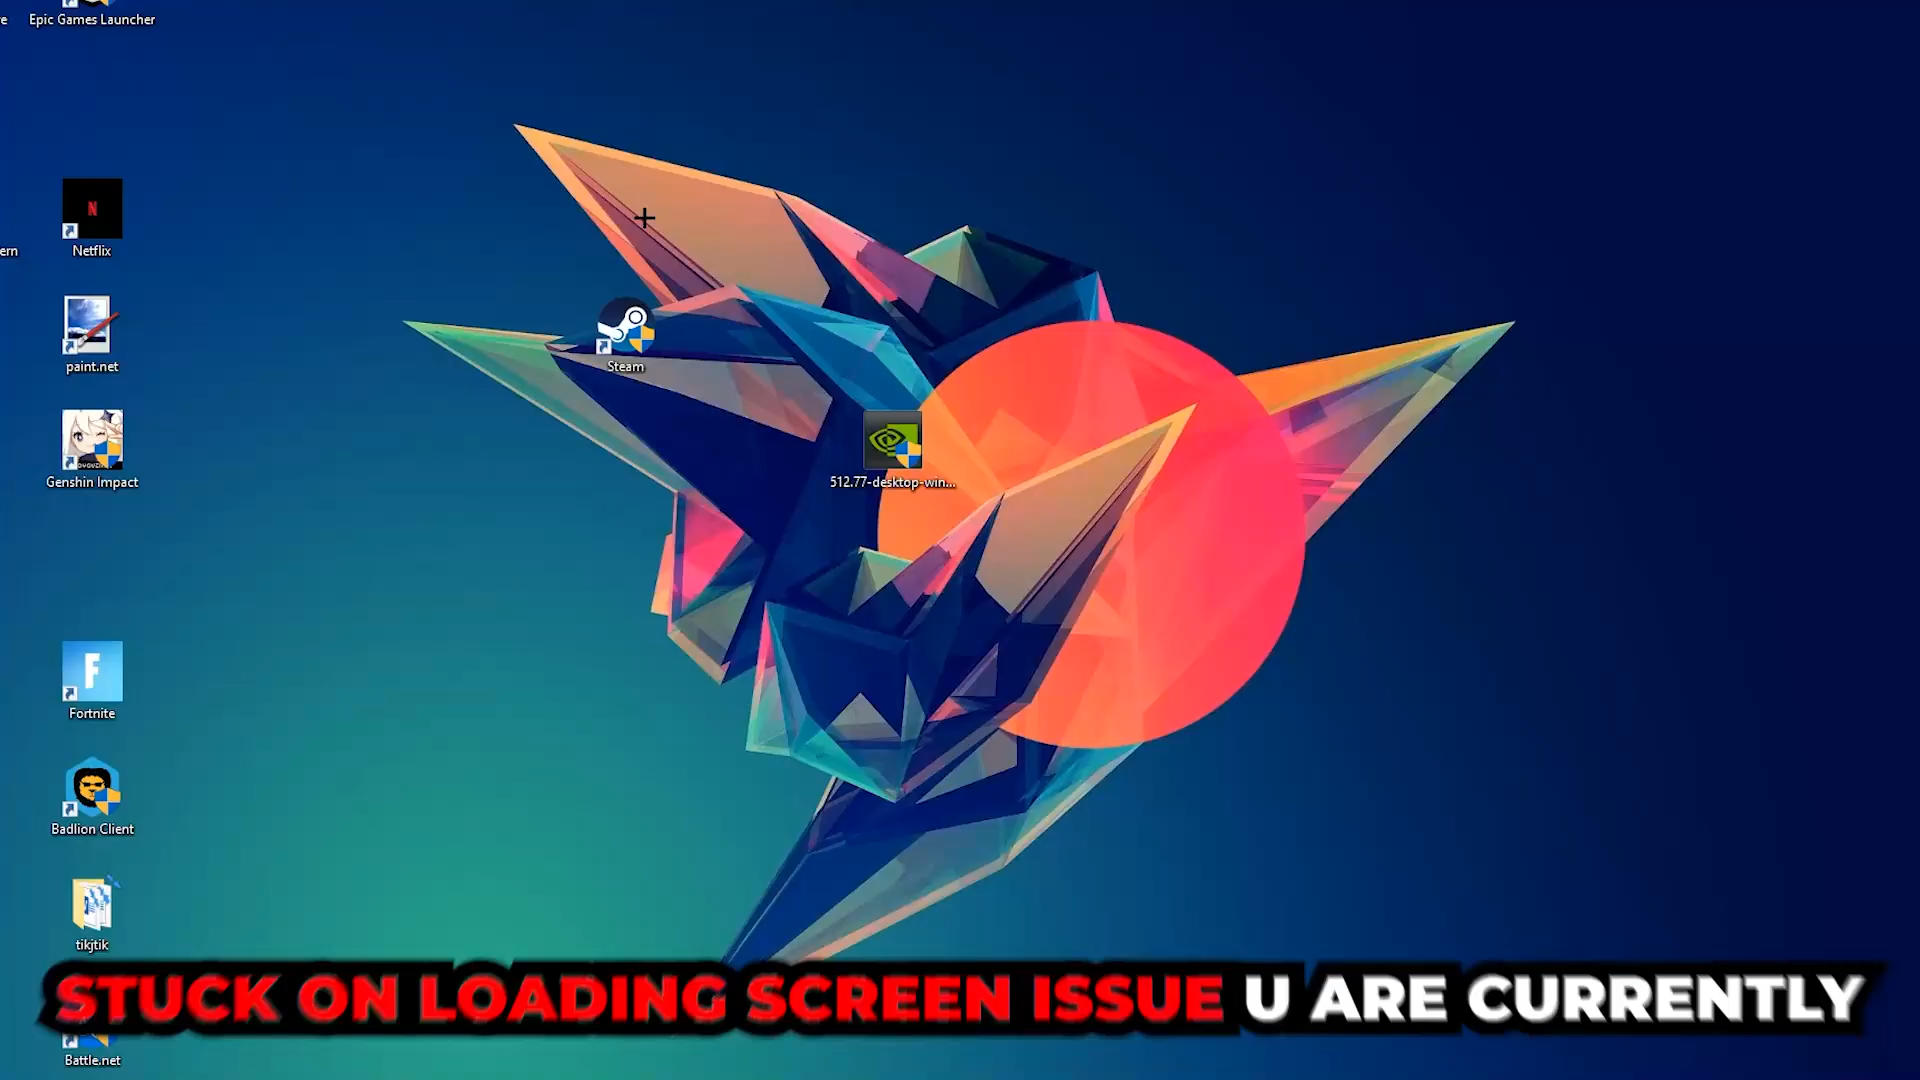 Epic Games Launcher
Netflix
ern
paint.net
Steam
Genshin Impact
512.77-desktop-win...
F
Fortnite
Badlion Client
tikjtik
STUCK ON LOADING SCREEN ISSUE U ARE CURRENTLY
Battle.net